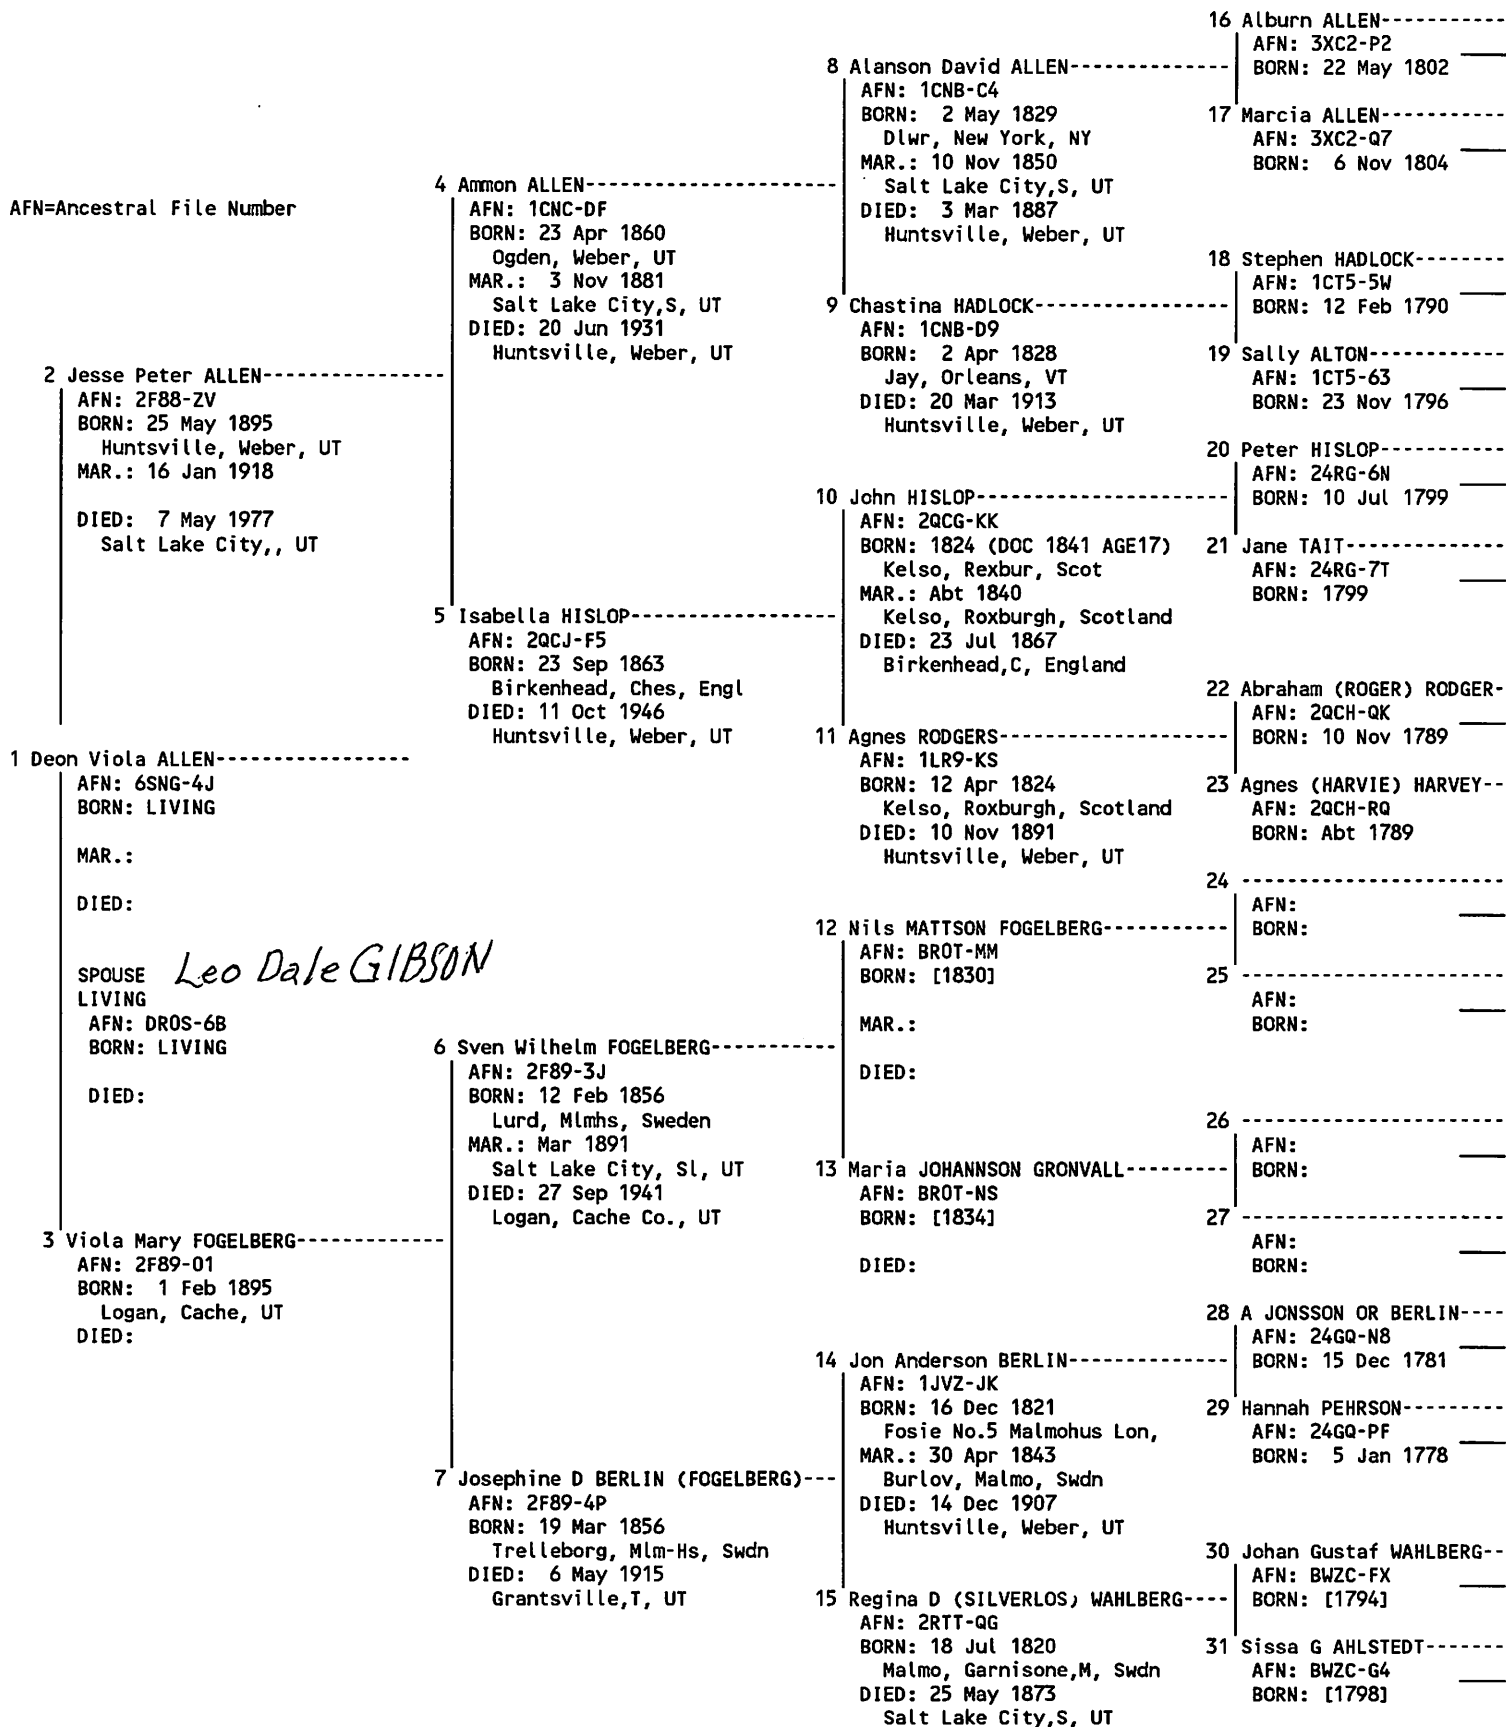 AFN=Ancestral File Number
1 Deon Viola ALLEN
AFN: 6SNG-4J
BORN: LIVING
MAR.:
DIED:
SPOUSE Leo Dale GIBSON
LIVING
AFN: DR0S-6B
BORN: LIVING
DIED:
2 Jesse Peter ALLEN
AFN: 2F88-ZV
BORN: 25 May 1895
Huntsville, Weber, UT
MAR.: 16 Jan 1918
DIED: 7 May 1977
Salt Lake City,, UT
3 Viola Mary FOGELBERG
AFN: 2F89-01
BORN: 1 Feb 1895
Logan, Cache, UT
DIED:
4 Ammon ALLEN
AFN: 1CNC-DF
BORN: 23 Apr 1860
Ogden, Weber, UT
MAR.: 3 Nov 1881
Salt Lake City,S, UT
DIED: 20 Jun 1931
Huntsville, Weber, UT
5 Isabella HISLOP
AFN: 2QCJ-F5
BORN: 23 Sep 1863
Birkenhead, Ches, Engl
DIED: 11 Oct 1946
Huntsville, Weber, UT
6 Sven Wilhelm FOGELBERG
AFN: 2F89-3J
BORN: 12 Feb 1856
Lurd, Mlmhs, Sweden
MAR.: Mar 1891
Salt Lake City, Sl, UT
DIED: 27 Sep 1941
Logan, Cache Co., UT
7 Josephine D BERLIN (FOGELBERG)
AFN: 2F89-4P
BORN: 19 Mar 1856
Trelleborg, Mlm-Hs, Swdn
DIED: 6 May 1915
Grantsville,T, UT
8 Alanson David ALLEN
AFN: 1CNB-C4
BORN: 2 May 1829
Dlwr, New York, NY
MAR.: 10 Nov 1850
Salt Lake City,S, UT
DIED: 3 Mar 1887
Huntsville, Weber, UT
9 Chastina HADLOCK
AFN: 1CNB-D9
BORN: 2 Apr 1828
Jay, Orleans, VT
DIED: 20 Mar 1913
Huntsville, Weber, UT
10 John HISLOP
AFN: 2QCG-KK
BORN: 1824 (DOC 1841 AGE17)
Kelso, Rexbur, Scot
MAR.: Abt 1840
Kelso, Roxburgh, Scotland
DIED: 23 Jul 1867
Birkenhead,C, England
11 Agnes RODGERS
AFN: 1LR9-KS
BORN: 12 Apr 1824
Kelso, Roxburgh, Scotland
DIED: 10 Nov 1891
Huntsville, Weber, UT
12 Nils MATTSON FOGELBERG
AFN: BR0T-MM
BORN: [1830]
MAR.:
DIED:
13 Maria JOHANNSON GRONVALL
AFN: BR0T-NS
BORN: [1834]
DIED:
14 Jon Anderson BERLIN
AFN: 1JVZ-JK
BORN: 16 Dec 1821
Fosie No.5 Malmohus Lon,
MAR.: 30 Apr 1843
Burlov, Malmo, Swdn
DIED: 14 Dec 1907
Huntsville, Weber, UT
15 Regina D (SILVERLOS) WAHLBERG
AFN: 2RTT-QG
BORN: 18 Jul 1820
Malmo, Garnisone,M, Swdn
DIED: 25 May 1873
Salt Lake City,S, UT
16 Alburn ALLEN
AFN: 3XC2-P2
BORN: 22 May 1802
17 Marcia ALLEN
AFN: 3XC2-Q7
BORN: 6 Nov 1804
18 Stephen HADLOCK
AFN: 1CT5-5W
BORN: 12 Feb 1790
19 Sally ALTON
AFN: 1CT5-63
BORN: 23 Nov 1796
20 Peter HISLOP
AFN: 24RG-6N
BORN: 10 Jul 1799
21 Jane TAIT
AFN: 24RG-7T
BORN: 1799
22 Abraham (ROGER) RODGER
AFN: 2QCH-QK
BORN: 10 Nov 1789
23 Agnes (HARVIE) HARVEY
AFN: 2QCH-RQ
BORN: Abt 1789
24
AFN:
BORN:
25
AFN:
BORN:
26
AFN:
BORN:
27
AFN:
BORN:
28 A JONSSON OR BERLIN
AFN: 24GQ-N8
BORN: 15 Dec 1781
29 Hannah PEHRSON
AFN: 24GQ-PF
BORN: 5 Jan 1778
30 Johan Gustaf WAHLBERG
AFN: BWZC-FX
BORN: [1794]
31 Sissa G AHLSTEDT
AFN: BWZC-G4
BORN: [1798]